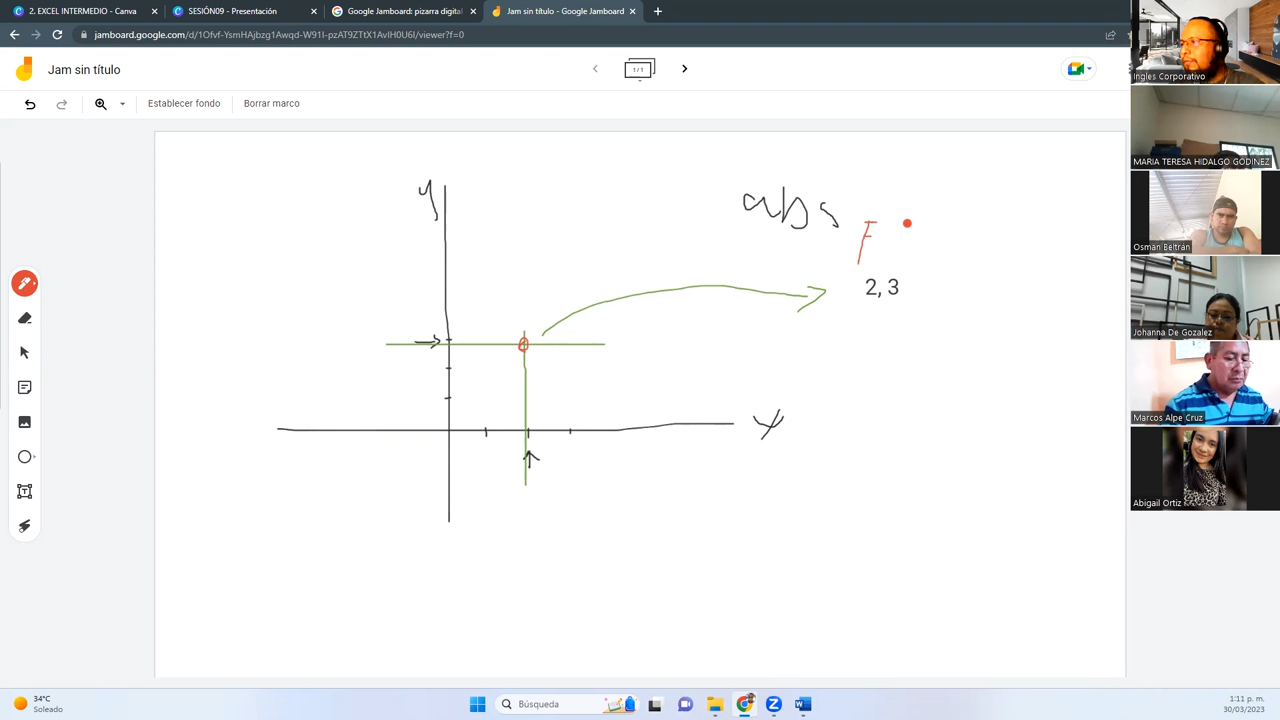 2. EXCEL INTERMEDIO - Canva
SESIÓN09 - Presentación
Google Jamboard: pizarra digital
Jam sin título - Google Jamboard
jamboard.google.com/d/1Ofvf-YsmHAjbzg1Awqd-W91I-pzAT9ZTtX1AvIH0U6I/viewer?f=0
Jam sin título
1/1
Establecer fondo
Borrar marco
y
abs
F
2, 3
x
Ingles Corporativo
MARIA TERESA HIDALGO GODINEZ
Osmán Beltrán
Johanna De Gozalez
Marcos Alpe Cruz
Abigail Ortiz
34°C
Soleado
Búsqueda
1:11 p. m.
30/03/2023